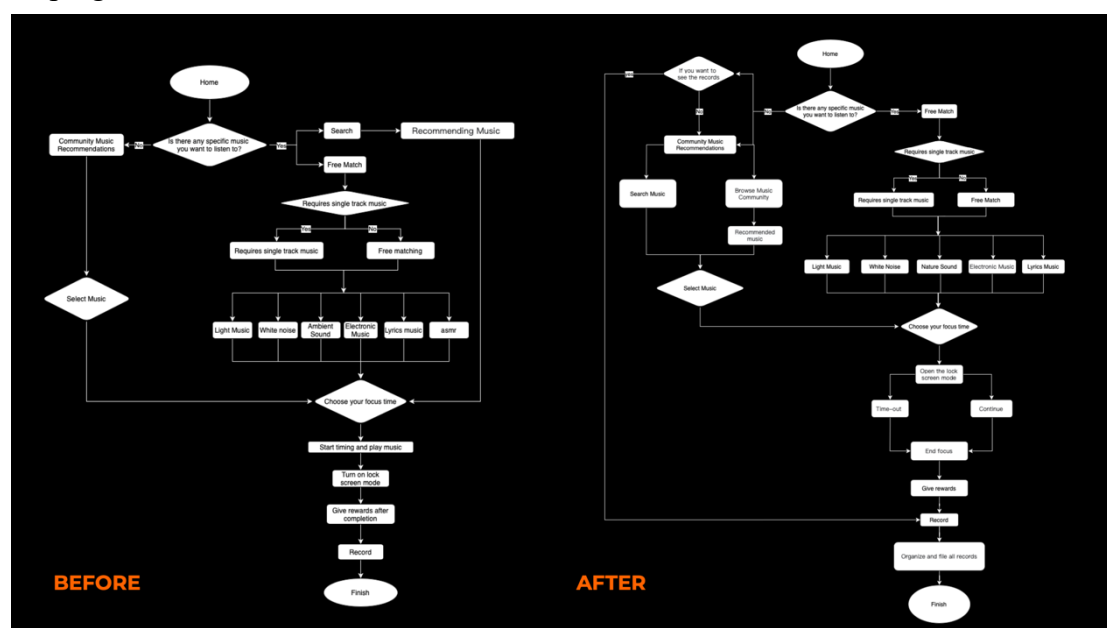 Home
Is there any specific music
you want to listen to?
No
Yes
Community Music
Recommendations
Search
Recommending Music
Free Match
Requires single track music
Yes
No
Requires single track music
Free matching
Select Music
Light Music
White noise
Ambient
Sound
Electronic
Music
Lyrics music
asmr
Choose your focus time
Start timing and play music
Turn on lock
screen mode
Give rewards after
completion
Record
Finish
BEFORE
Home
If you want to
see the records
yes
No
Is there any specific music
you want to listen to?
No
Yes
Free Match
Community Music
Recommendations
Requires single track music
Yes
No
Search Music
Browse Music
Community
Requires single track music
Free Match
Recommended
music
Light Music
White Noise
Nature Sound
Electronic Music
Lyrics Music
Select Music
Choose your focus time
Open the lock
screen mode
Time-out
Continue
End focus
Give rewards
Record
Organize and file all records
Finish
AFTER